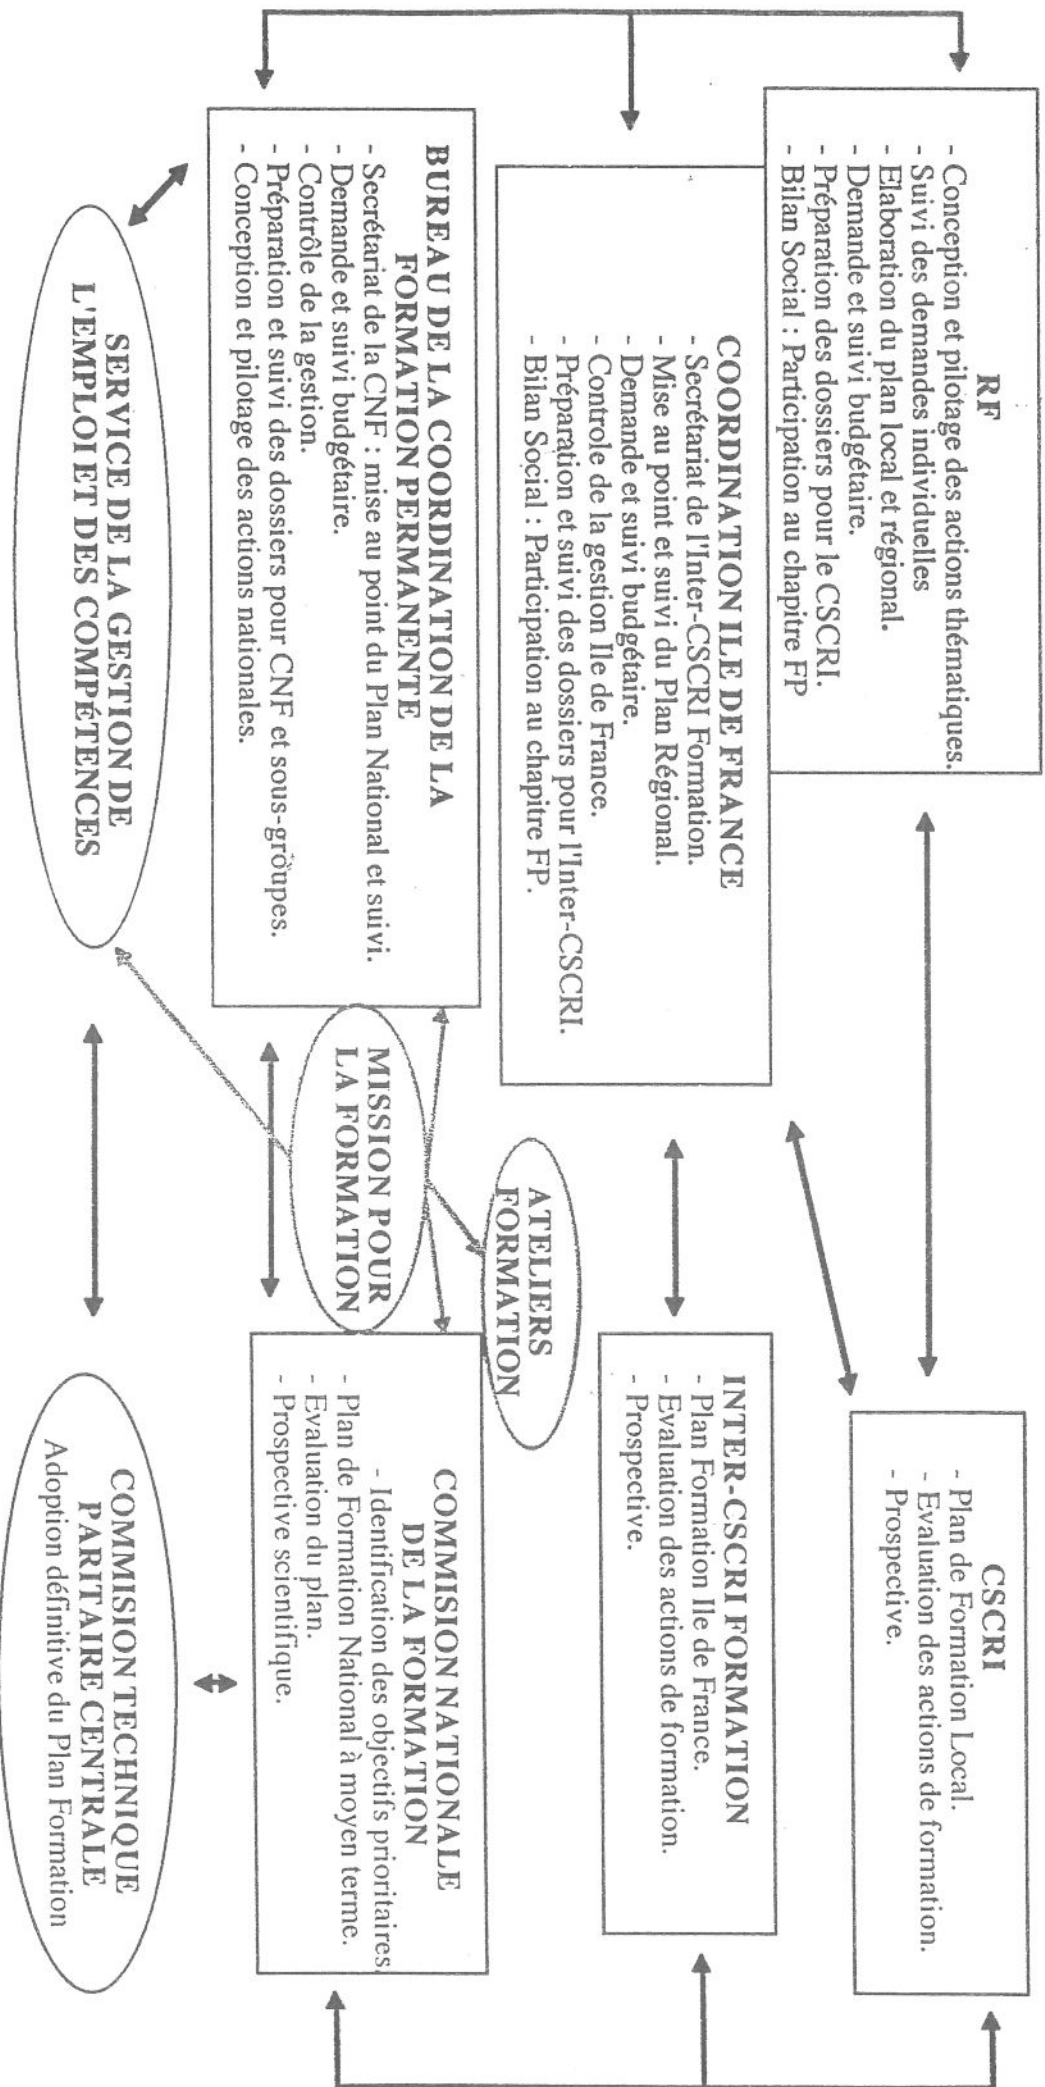 RF
- Conception et pilotage des actions thématiques.
- Suivi des demandes individuelles
- Elaboration du plan local et régional.
- Demande et suivi budgétaire.
- Préparation des dossiers pour le CSCRI.
- Bilan Social : Participation au chapitre FP
CSCRI
- Plan de Formation Local.
- Evaluation des actions de formation.
- Prospective.
COORDINATION ILE DE FRANCE
- Secrétariat de l'Inter-CSCRI Formation.
- Mise au point et suivi du Plan Régional.
- Demande et suivi budgétaire.
- Controle de la gestion Ile de France.
- Préparation et suivi des dossiers pour l'Inter-CSCRI.
- Bilan Social : Participation au chapitre FP.
INTER-CSCRI FORMATION
- Plan Formation Ile de France.
- Evaluation des actions de formation.
- Prospective.
ATELIERS
FORMATION
BUREAU DE LA COORDINATION DE LA
FORMATION PERMANENTE
- Secrétariat de la CNF : mise au point du Plan National et suivi.
- Demande et suivi budgétaire.
- Contrôle de la gestion.
- Préparation et suivi des dossiers pour CNF et sous-groupes.
- Conception et pilotage des actions nationales.
MISSION POUR
LA FORMATION
COMMISION NATIONALE
DE LA FORMATION
- Identification des objectifs prioritaires.
- Plan de Formation National à moyen terme.
- Evaluation du plan.
- Prospective scientifique.
SERVICE DE LA GESTION DE
L'EMPLOI ET DES COMPÉTENCES
COMMISION TECHNIQUE
PARITAIRE CENTRALE
Adoption définitive du Plan Formation